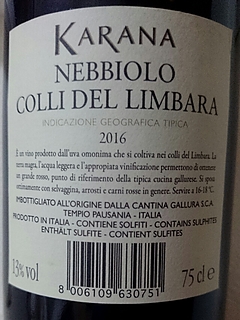 KARANA
NEBBIOLO
COLLI DEL LIMBARA
INDICAZIONE GEOGRAFICA TIPICA
2016
È un vino prodotto dall'uva omonima che si coltiva nei colli del Limbara. La
terra magra, l'acqua leggera e l'appropiata vinificazione permettono di ottenere
un grande rosso, punto di riferimento della tipica cucina gallurese. Si sposa
ottimamente con selvaggina, arrosti e carni rosse in genere. Servire a 16-18 °C.
IMBOTTIGLIATO ALL'ORIGINE DALLA CANTINA GALLURA S.C.A.
TEMPIO PAUSANIA - ITALIA
PRODOTTO IN ITALIA - CONTIENE SOLFITI - CONTAINS SULPHITES
ENTHÄLT SULFITE - CONTIENT SULFITES
13% vol
75 cl e
8 006109 630751